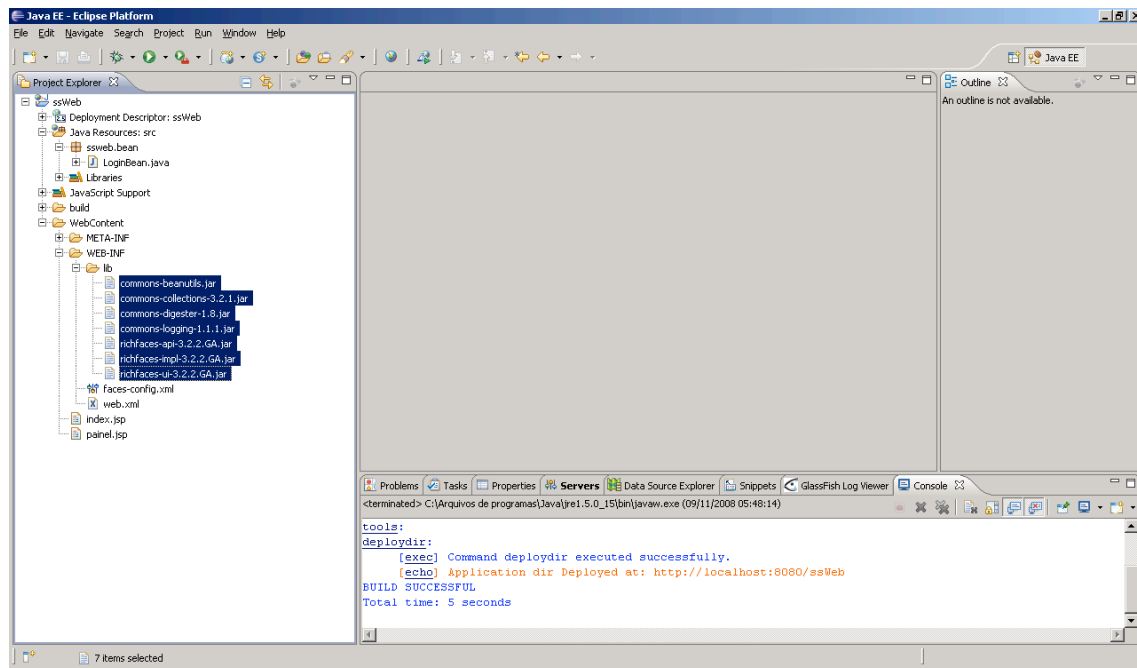 Java EE - Eclipse Platform
File Edit Navigate Search Project Run Window Help
Java EE
Project Explorer
Outline
An outline is not available.
ssWeb
Deployment Descriptor: ssWeb
Java Resources: src
ssweb.bean
LoginBean.java
Libraries
JavaScript Support
build
WebContent
META-INF
WEB-INF
lib
commons-beanutils.jar
commons-collections-3.2.1.jar
commons-digester-1.8.jar
commons-logging-1.1.1.jar
richfaces-api-3.2.2.GA.jar
richfaces-impl-3.2.2.GA.jar
richfaces-ui-3.2.2.GA.jar
faces-config.xml
web.xml
index.jsp
painel.jsp
Problems Tasks Properties Servers Data Source Explorer Snippets GlassFish Log Viewer Console
<terminated> C:\Arquivos de programas\Java\jre1.5.0_15\bin\javaw.exe (09/11/2008 05:48:14)
tools:
deploydir:
[exec] Command deploydir executed successfully.
[echo] Application dir Deployed at: http://localhost:8080/ssWeb
BUILD SUCCESSFUL
Total time: 5 seconds
7 items selected